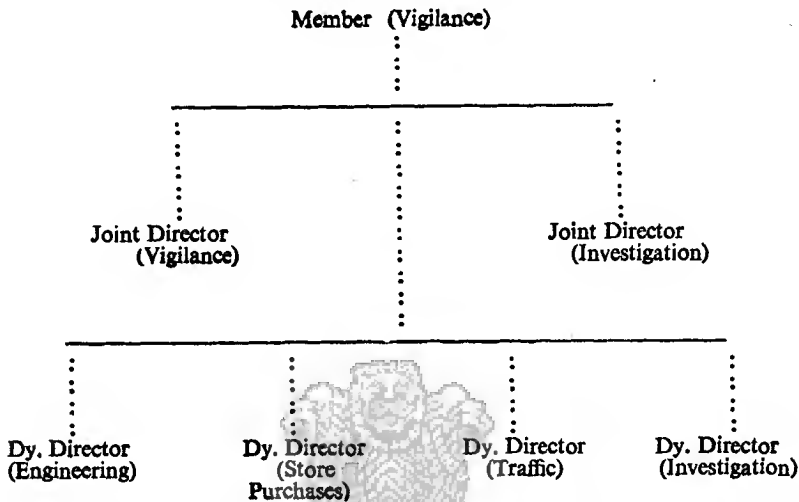 Member (Vigilance)
Joint Director
(Vigilance)
Joint Director
(Investigation)
Dy. Director
(Engineering)
Dy. Director
(Store
Purchases)
Dy. Director
(Traffic)
Dy. Director
(Investigation)